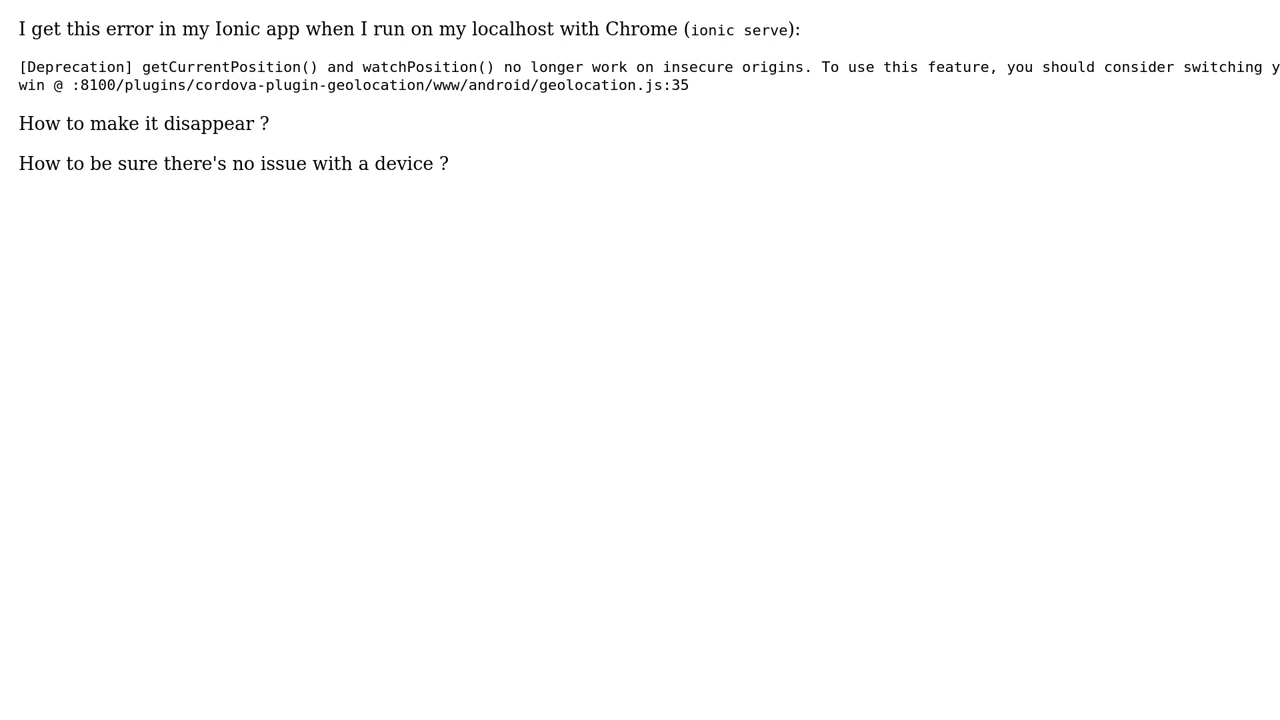 I get this error in my Ionic app when I run on my localhost with Chrome (ionic serve):
[Deprecation] getCurrentPosition() and watchPosition() no longer work on insecure origins. To use this feature, you should consider switching y
win @ :8100/plugins/cordova-plugin-geolocation/www/android/geolocation.js:35
How to make it disappear ?
How to be sure there's no issue with a device ?